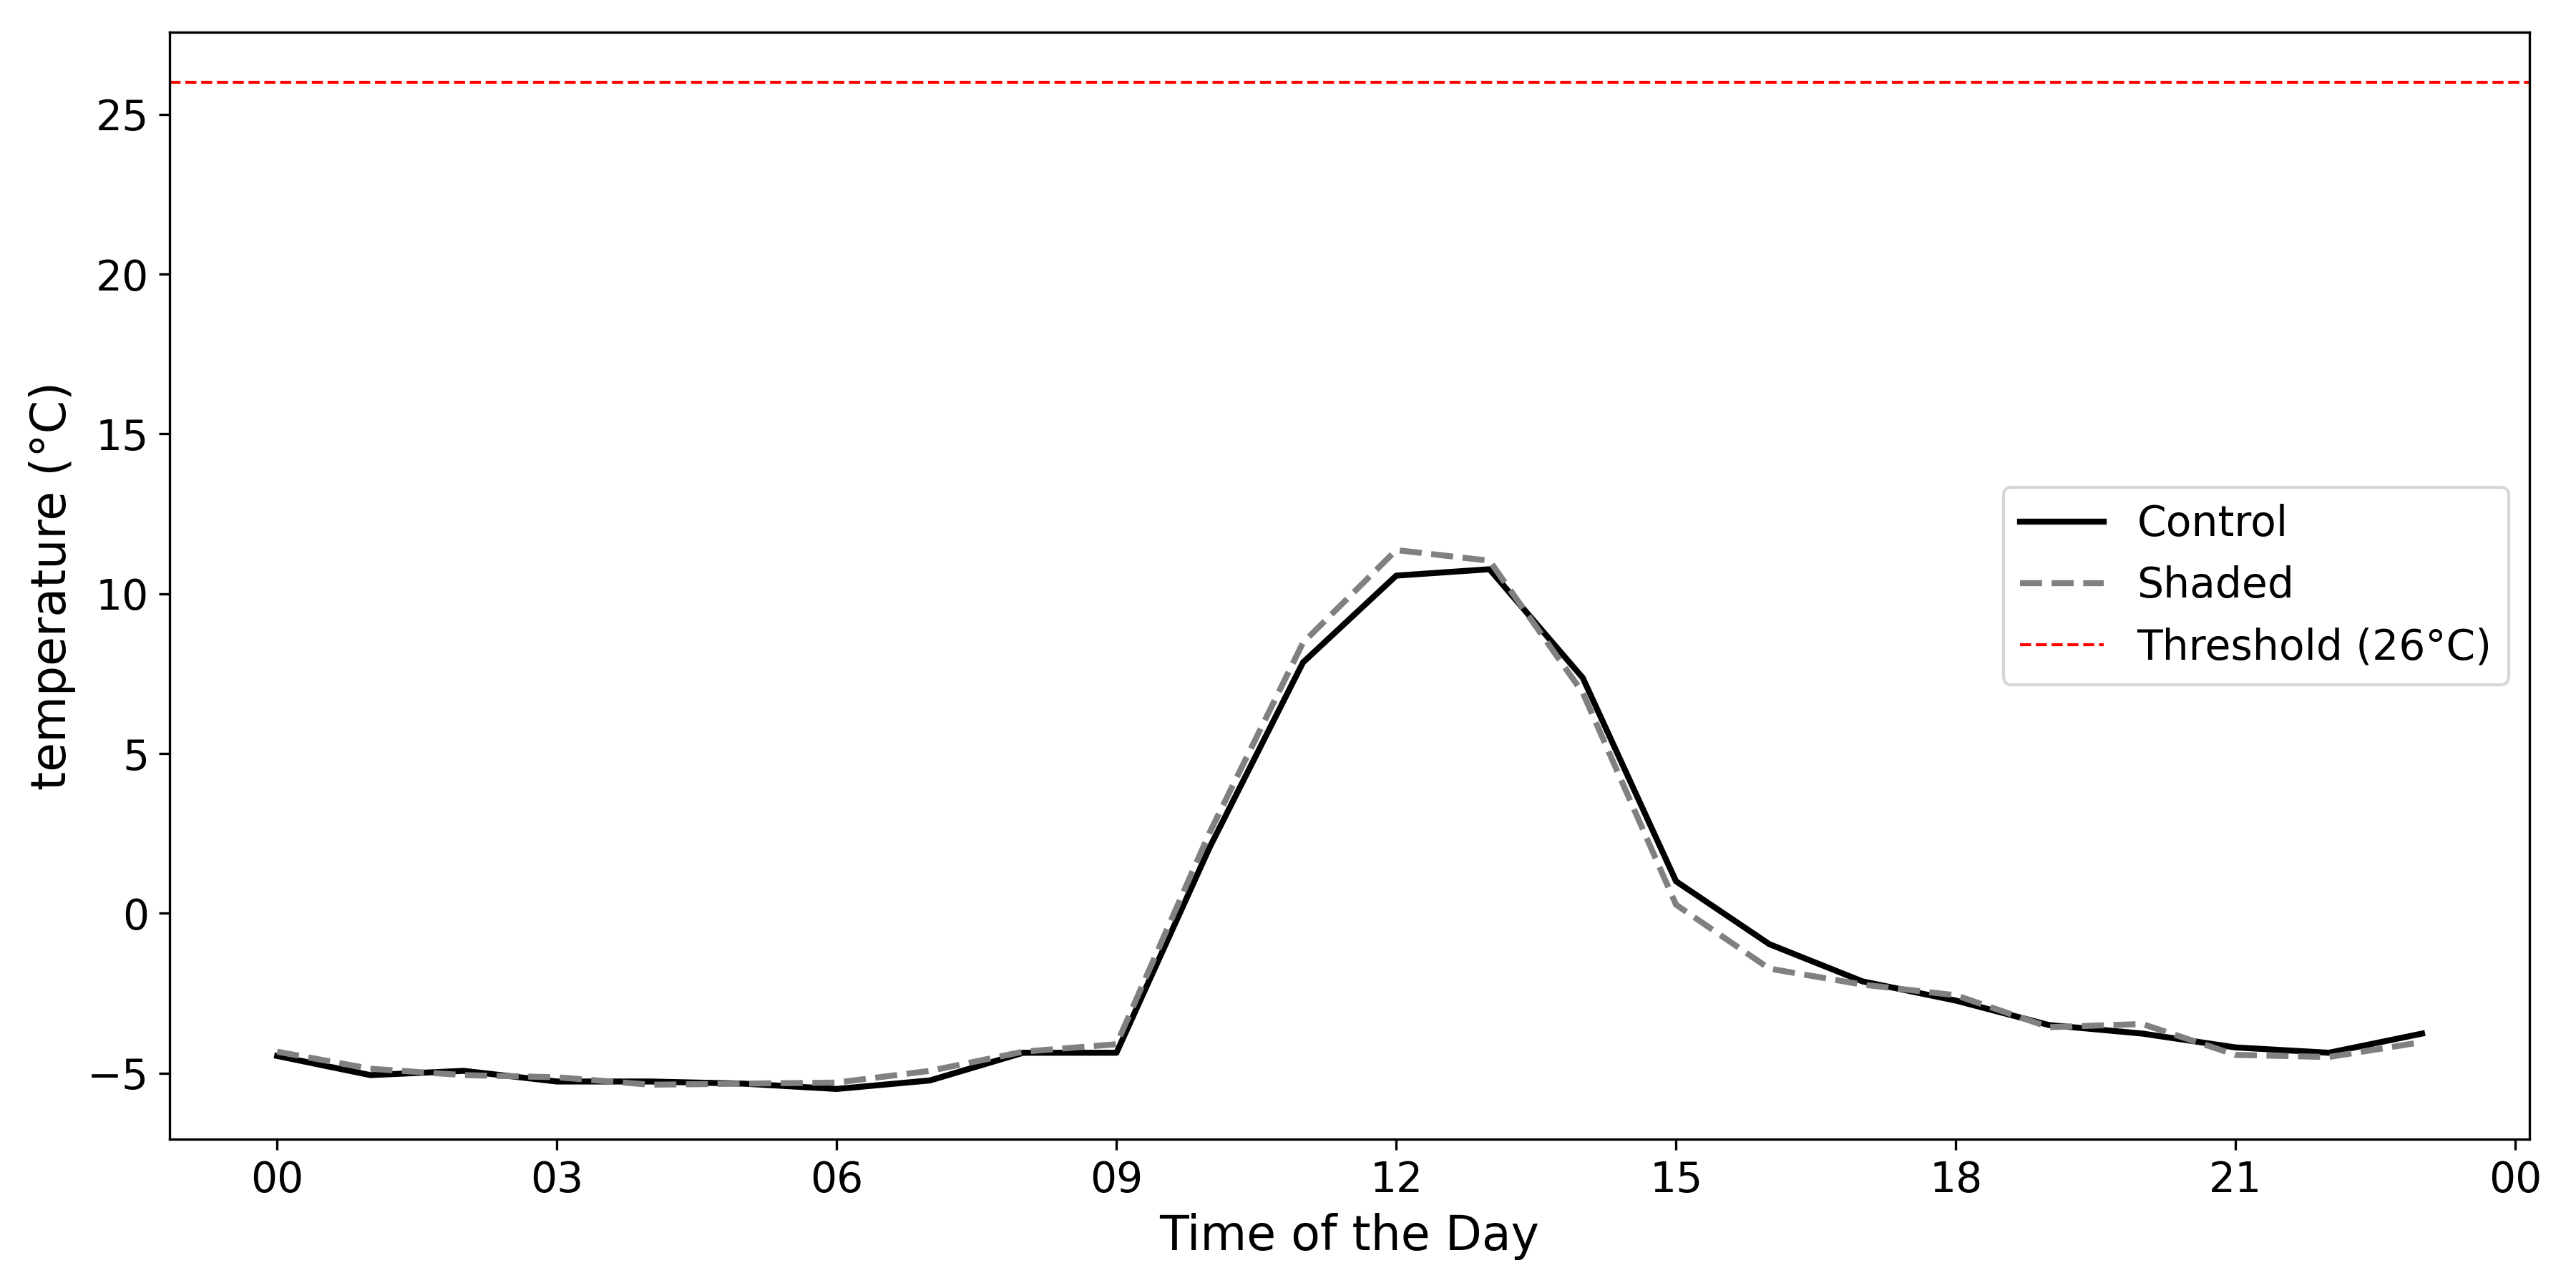 25
20
15
10
5
0
−5
temperature (°C)
Control
Shaded
Threshold (26°C)
00 03 06 09 12 15 18 21 00
Time of the Day